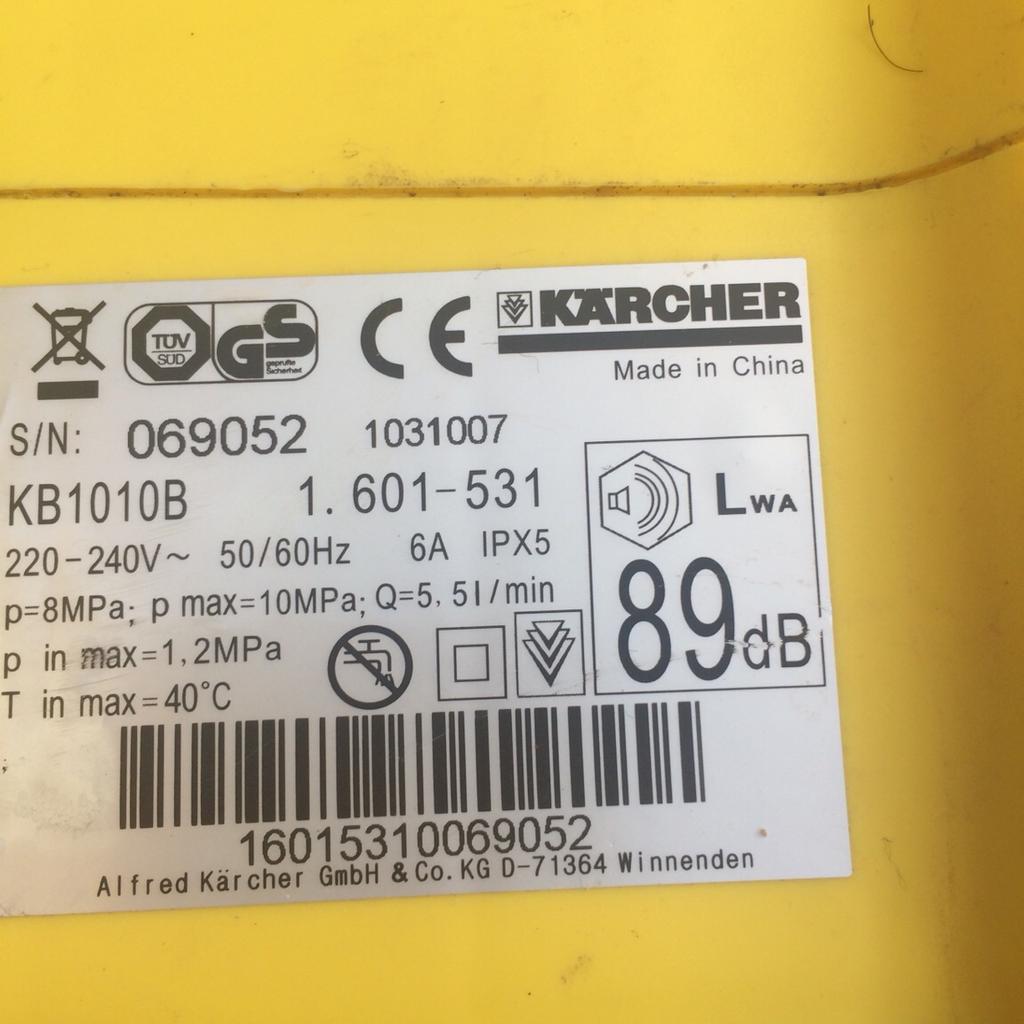 TÜV
SÜD
GS
geprüfte
Sicherheit
CE
KÄRCHER
Made in China
S/N: 069052 1031007
KB1010B 1.601-531
220-240V~ 50/60Hz 6A IPX5
p=8MPa; p max=10MPa; Q=5,5l/min
p in max=1,2MPa
T in max=40°C
LWA
89dB
16015310069052
Alfred Kärcher GmbH & Co. KG D-71364 Winnenden